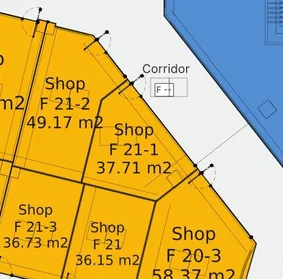 Corridor
F
Shop
F 21-2
49.17 m2
m2
Shop
F 21-1
37.71 m2
Shop
F 21-3
36.73 m2
Shop
F 21
36.15 m2
Shop
F 20-3
58.37 m2